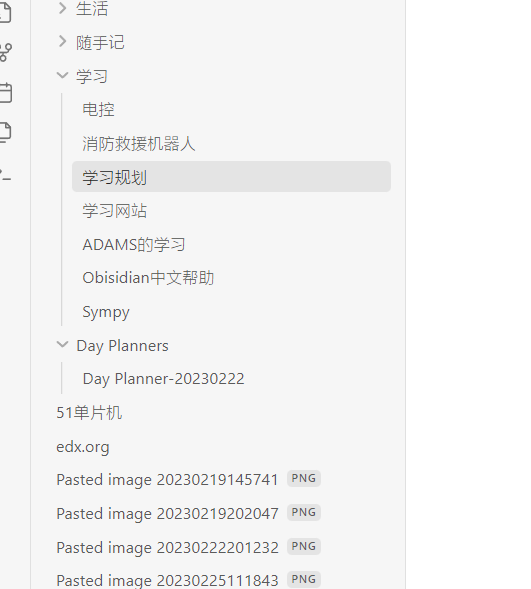 生活
随手记
学习
电控
消防救援机器人
学习规划
学习网站
ADAMS的学习
Obisidian中文帮助
Sympy
Day Planners
Day Planner-20230222
51单片机
edx.org
Pasted image 20230219145741 PNG
Pasted image 20230219202047 PNG
Pasted image 20230222201232 PNG
Pasted image 20230225111843 PNG